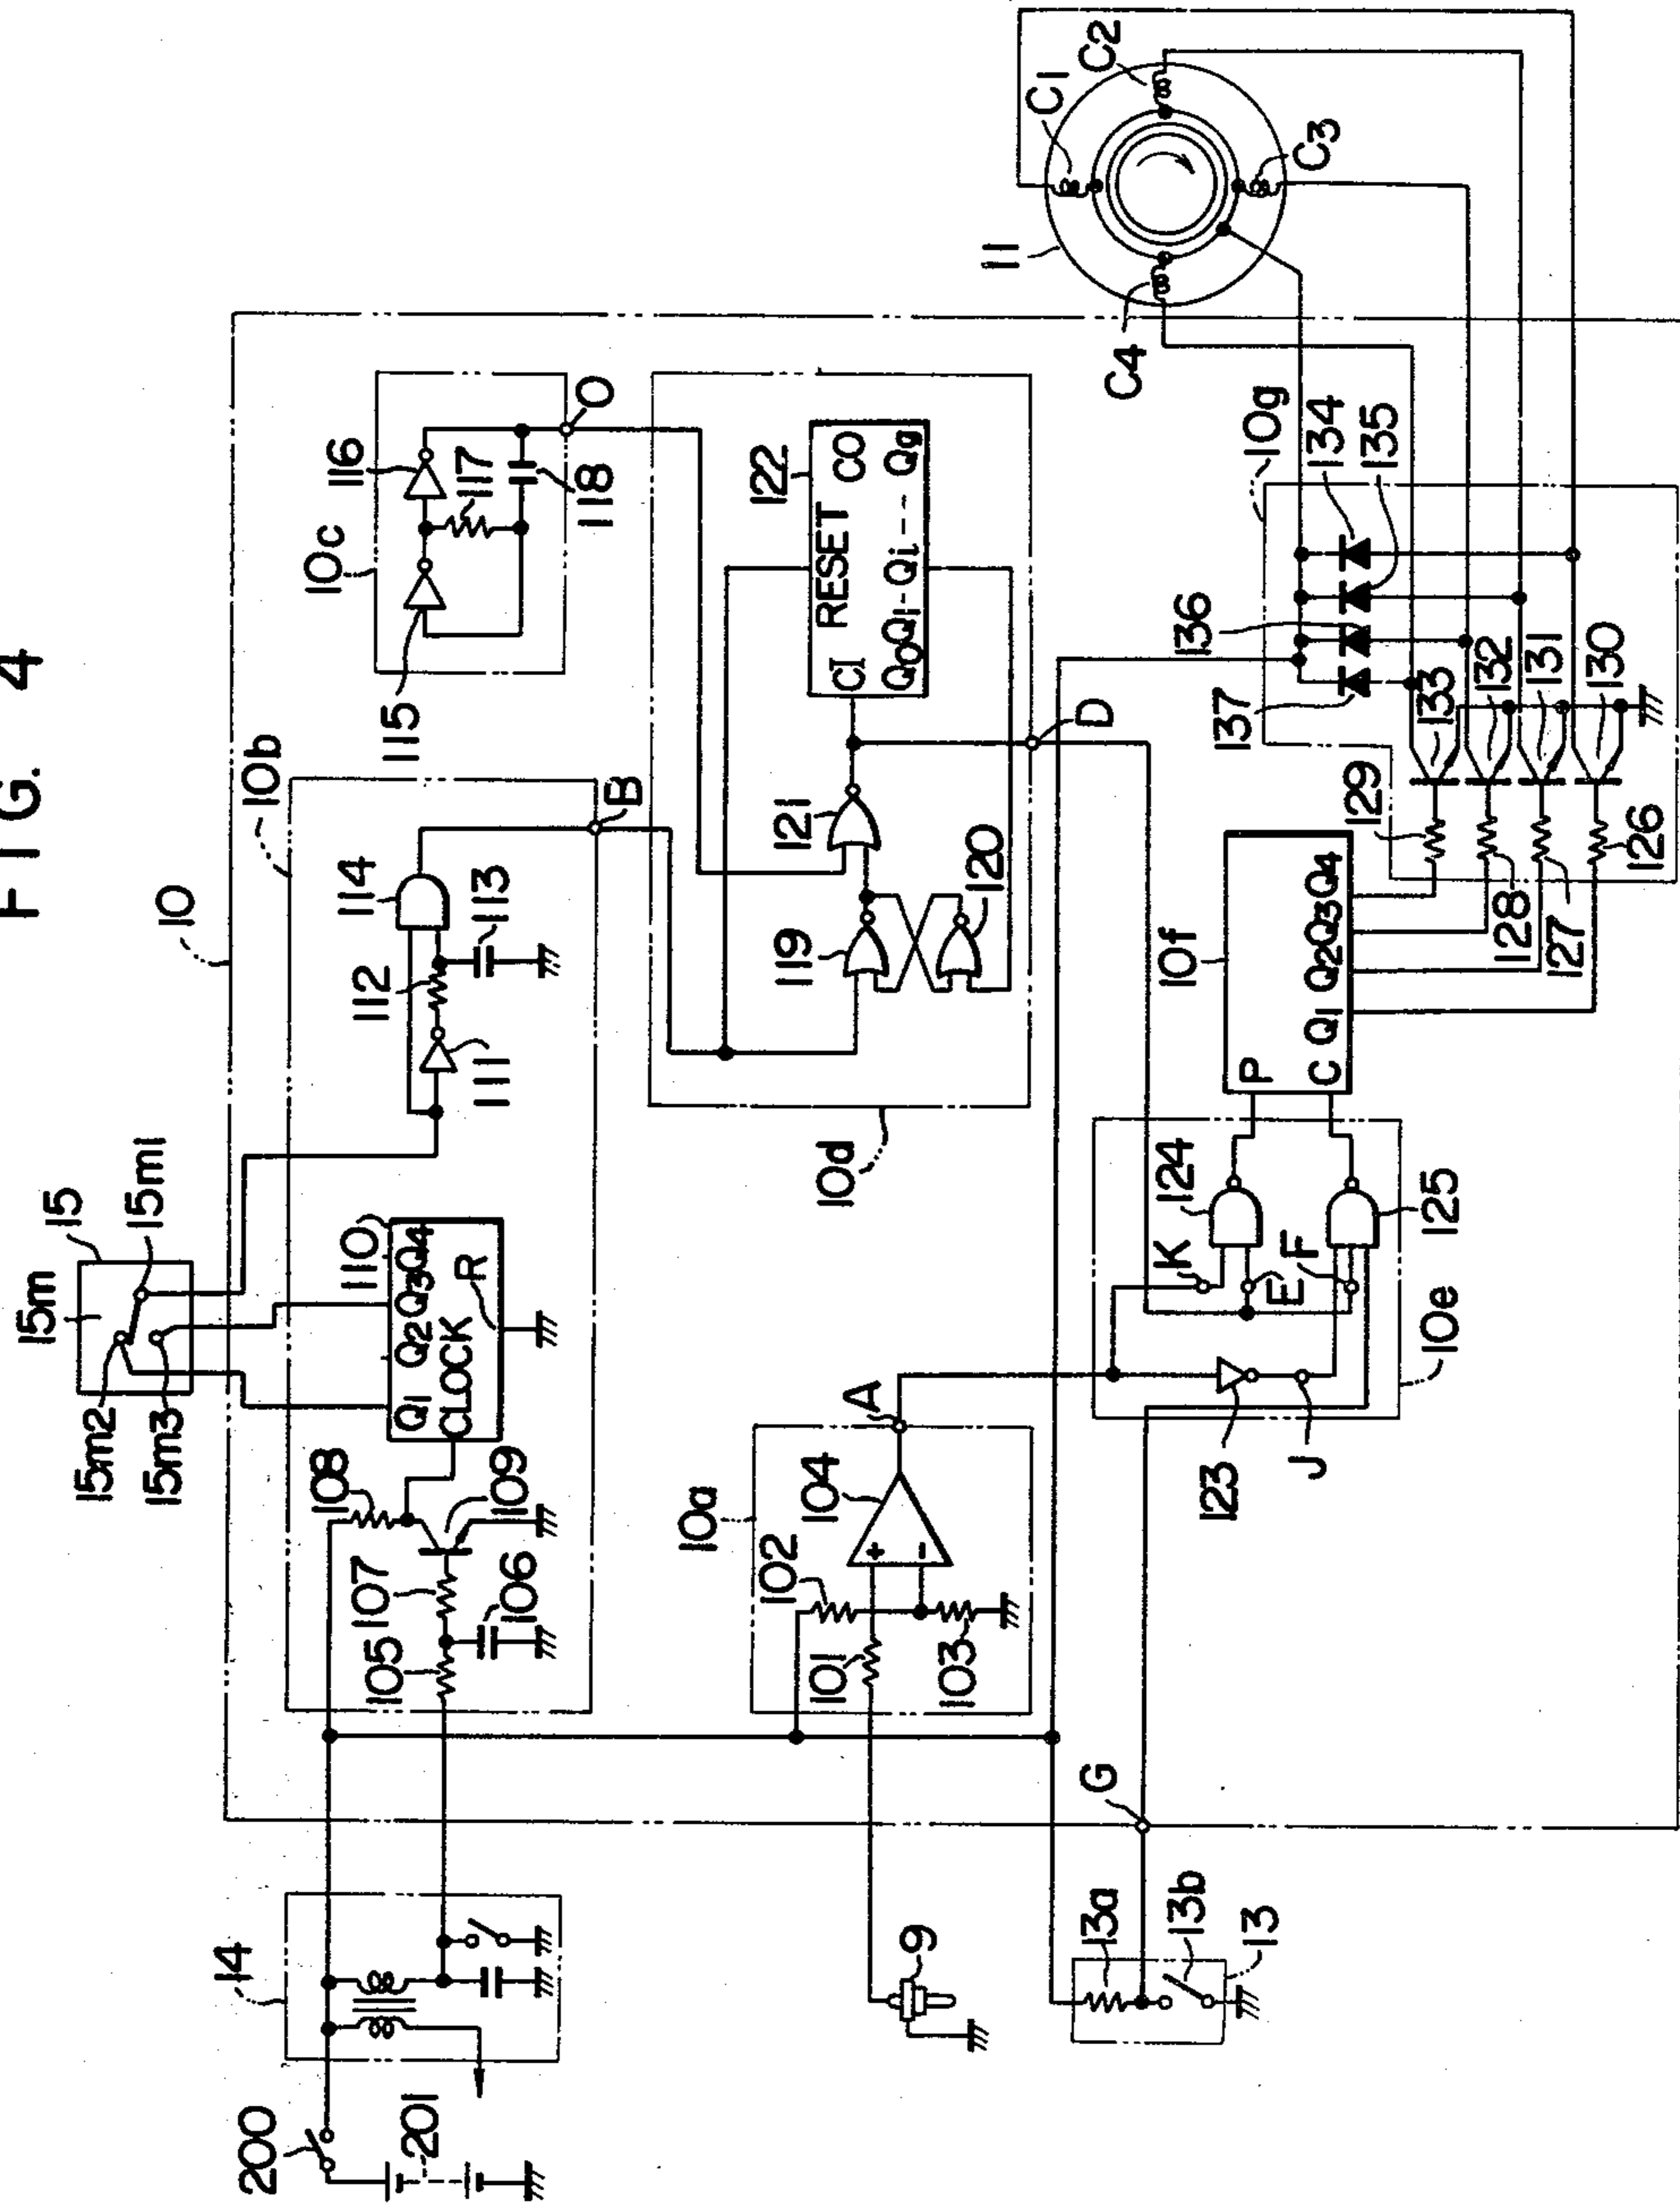 FIG. 4
10
10b
15m
15
15m1
15m2
15m3
110
Q1 Q2 Q3 Q4
CLOCK
R
108
109
107
105
106
111
112
113
114
B
10c
115
116
117
118
O
14
200
201
10a
101
102
103
104
+
-
A
9
10d
119
120
121
122
CI RESET CO
Q0 Q1 - Qi - - - Qg
D
13a
13b
13
G
10e
123
124
125
K
E
F
J
10f
P
C
Q1 Q2 Q3 Q4
126
127
128
129
10g
130
131
132
133
134
135
136
137
11
C1
C2
C3
C4